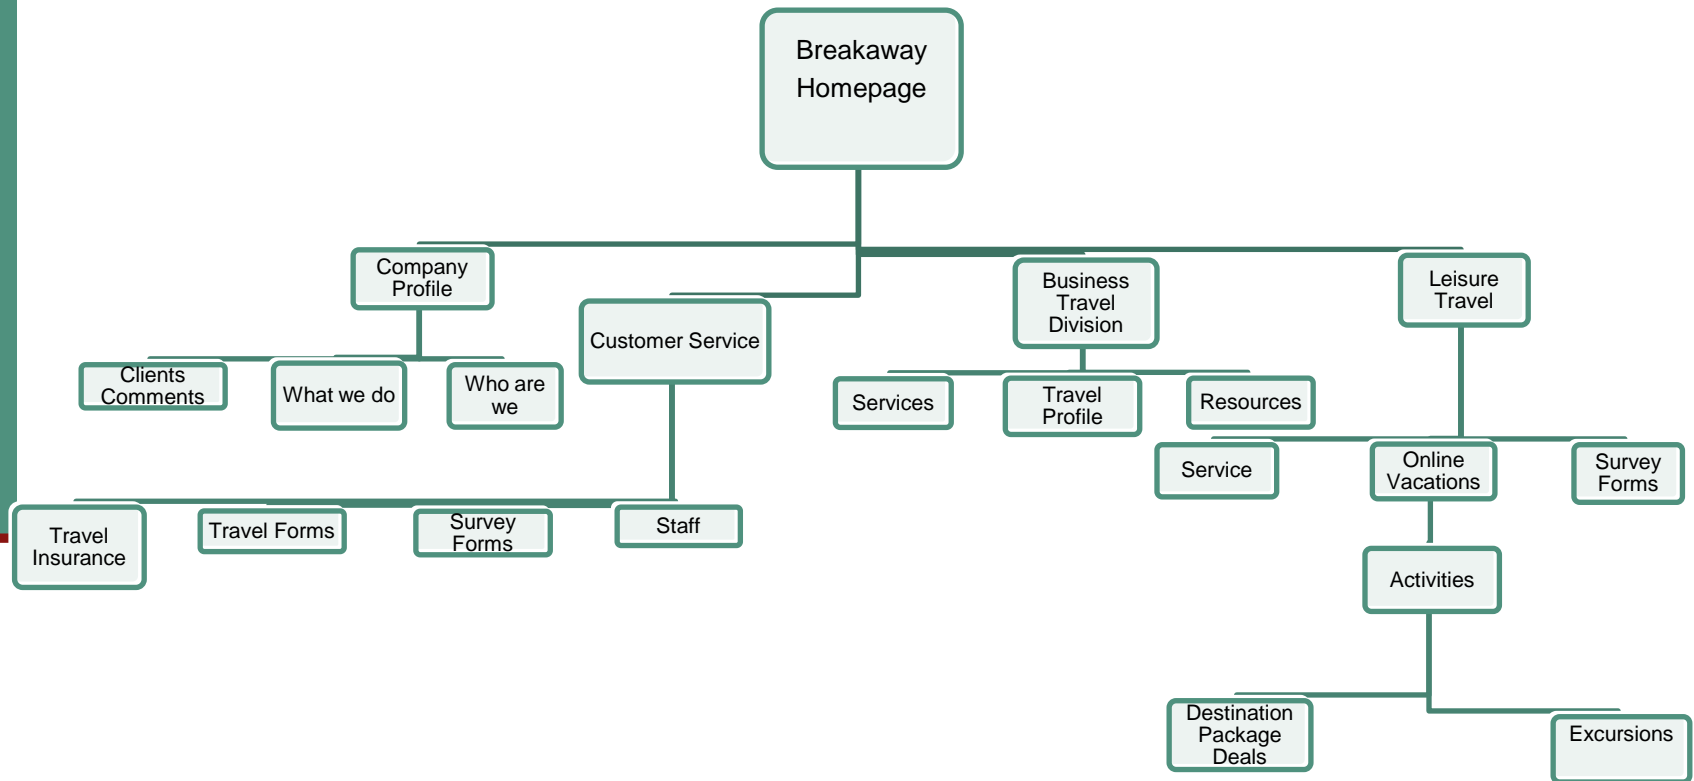 Breakaway
Homepage
Company
Profile
Customer Service
Business
Travel
Division
Leisure
Travel
Clients
Comments
What we do
Who are
we
Services
Travel
Profile
Resources
Service
Online
Vacations
Survey
Forms
Travel
Insurance
Travel Forms
Survey
Forms
Staff
Activities
Destination
Package
Deals
Excursions